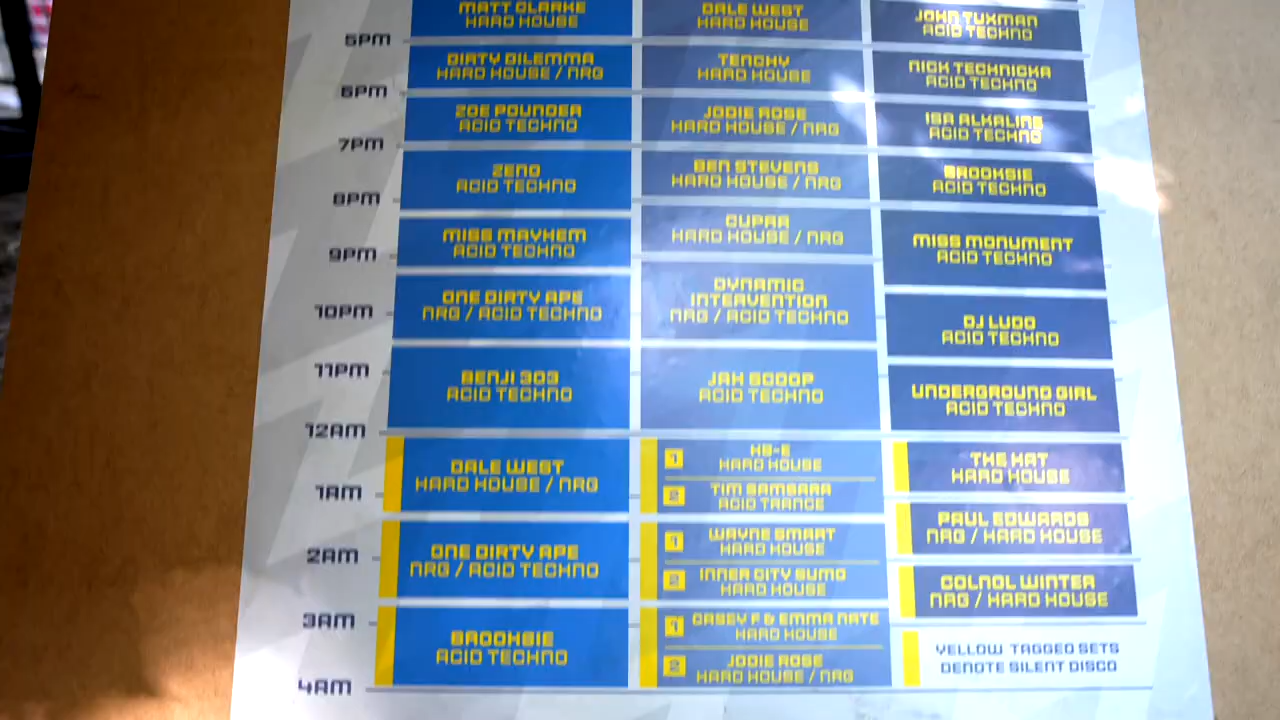 MATT CLARKE
HARD HOUSE
5PM
DIRTY DILEMMA
HARD HOUSE / NRG
6PM
ZOE POUNDER
ACID TECHNO
7PM
ZENO
ACID TECHNO
8PM
MISS MAYHEM
ACID TECHNO
9PM
ONE DIRTY APE
NRG / ACID TECHNO
10PM
BENJI 303
ACID TECHNO
11PM
12AM
DALE WEST
HARD HOUSE / NRG
1AM
ONE DIRTY APE
NRG / ACID TECHNO
2AM
BROOKSIE
ACID TECHNO
3AM
4AM
DALE WEST
HARD HOUSE
TENCHY
HARD HOUSE
JODIE ROSE
HARD HOUSE / NRG
BEN STEVENS
HARD HOUSE / NRG
CUPRA
HARD HOUSE / NRG
DYNAMIC
INTERVENTION
NRG / ACID TECHNO
JAH SCOOP
ACID TECHNO
1
KB-E
HARD HOUSE
2
TIM SAMBARA
ACID TRANCE
1
WAYNE SMART
HARD HOUSE
2
INNER CITY SUMO
HARD HOUSE
1
CASEY F & EMMA NATE
HARD HOUSE
2
JODIE ROSE
HARD HOUSE / NRG
JOHN TUXMAN
ACID TECHNO
NICK TECHNICKA
ACID TECHNO
ISA ALKALINE
ACID TECHNO
BROOKSIE
ACID TECHNO
MISS MONUMENT
ACID TECHNO
DJ LUDO
ACID TECHNO
UNDERGROUND GIRL
ACID TECHNO
THE HAT
HARD HOUSE
PAUL EDWARDS
NRG / HARD HOUSE
COLNOL WINTER
NRG / HARD HOUSE
YELLOW TAGGED SETS
DENOTE SILENT DISCO